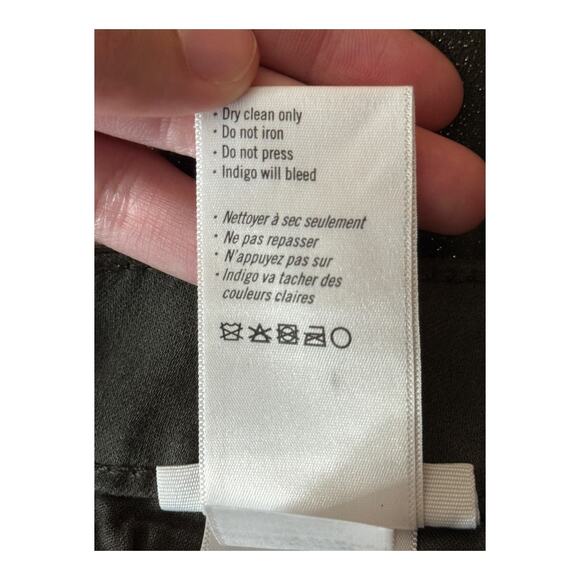 • Dry clean only
• Do not iron
• Do not press
• Indigo will bleed
• Nettoyer à sec seulement
• Ne pas repasser
• N'appuyez pas sur
• Indigo va tacher des
couleurs claires